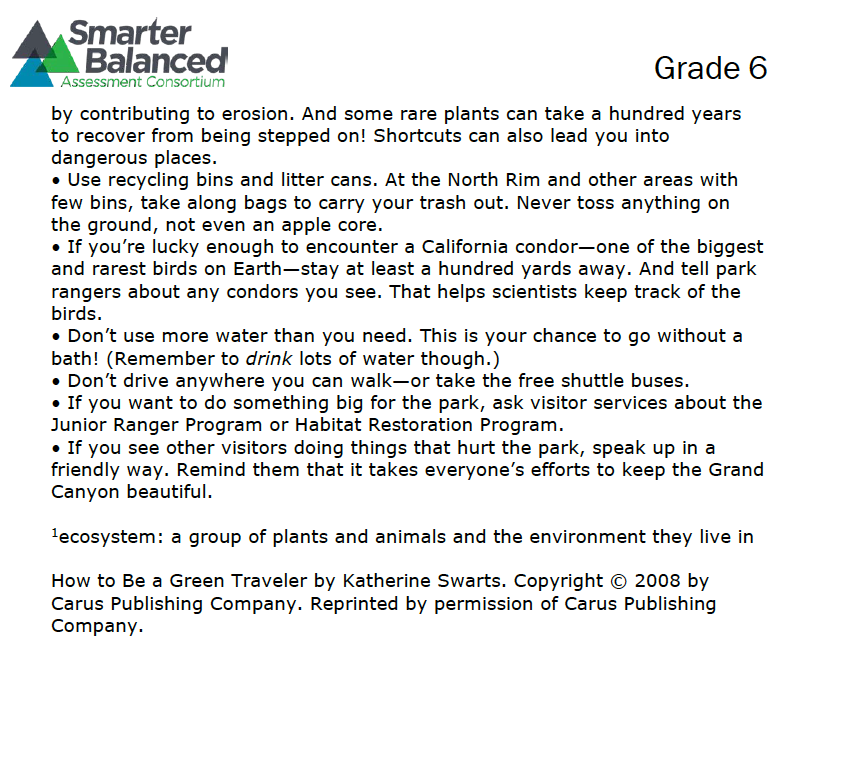 Smarter
Balanced
Assessment Consortium
Grade 6
by contributing to erosion. And some rare plants can take a hundred years
to recover from being stepped on! Shortcuts can also lead you into
dangerous places.
• Use recycling bins and litter cans. At the North Rim and other areas with
few bins, take along bags to carry your trash out. Never toss anything on
the ground, not even an apple core.
• If you’re lucky enough to encounter a California condor—one of the biggest
and rarest birds on Earth—stay at least a hundred yards away. And tell park
rangers about any condors you see. That helps scientists keep track of the
birds.
• Don’t use more water than you need. This is your chance to go without a
bath! (Remember to drink lots of water though.)
• Don’t drive anywhere you can walk—or take the free shuttle buses.
• If you want to do something big for the park, ask visitor services about the
Junior Ranger Program or Habitat Restoration Program.
• If you see other visitors doing things that hurt the park, speak up in a
friendly way. Remind them that it takes everyone’s efforts to keep the Grand
Canyon beautiful.
¹ecosystem: a group of plants and animals and the environment they live in
How to Be a Green Traveler by Katherine Swarts. Copyright © 2008 by
Carus Publishing Company. Reprinted by permission of Carus Publishing
Company.